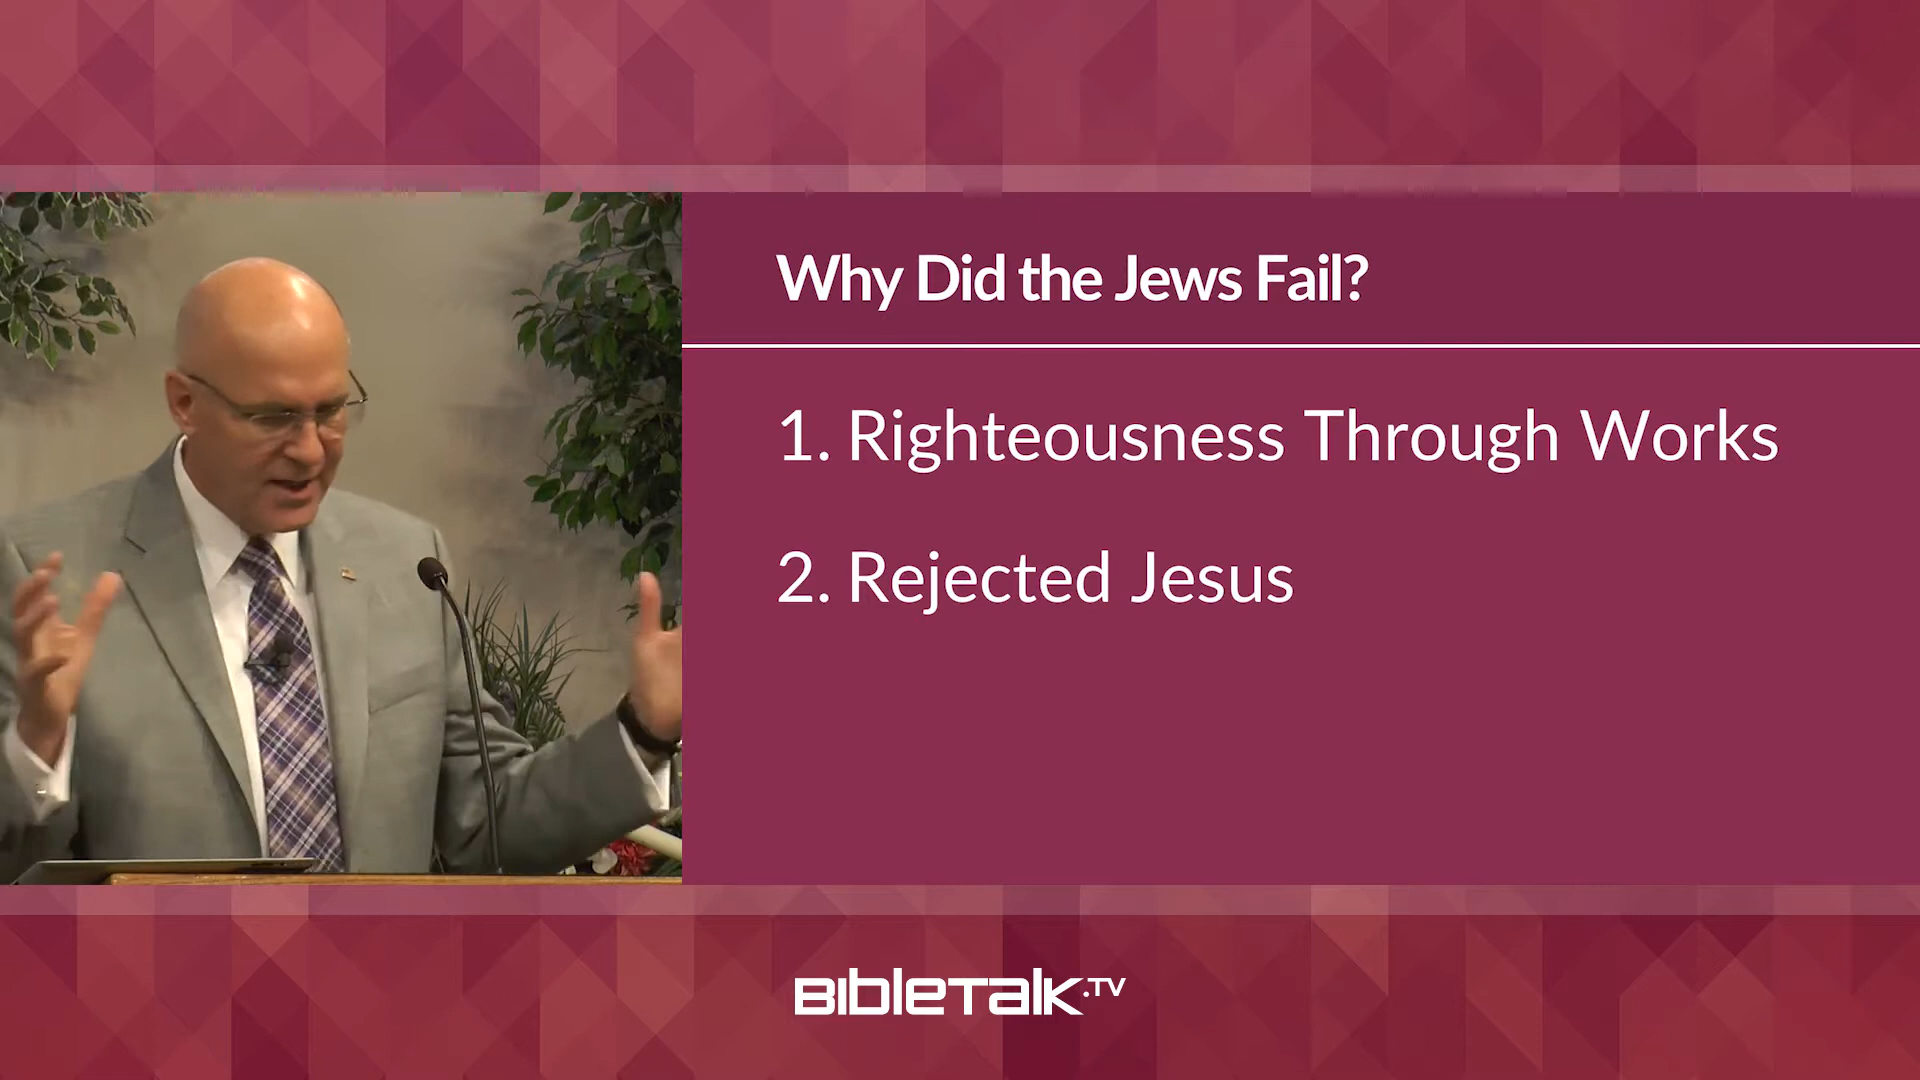 Why Did the Jews Fail?
1. Righteousness Through Works
2. Rejected Jesus
BIBLETALK.TV